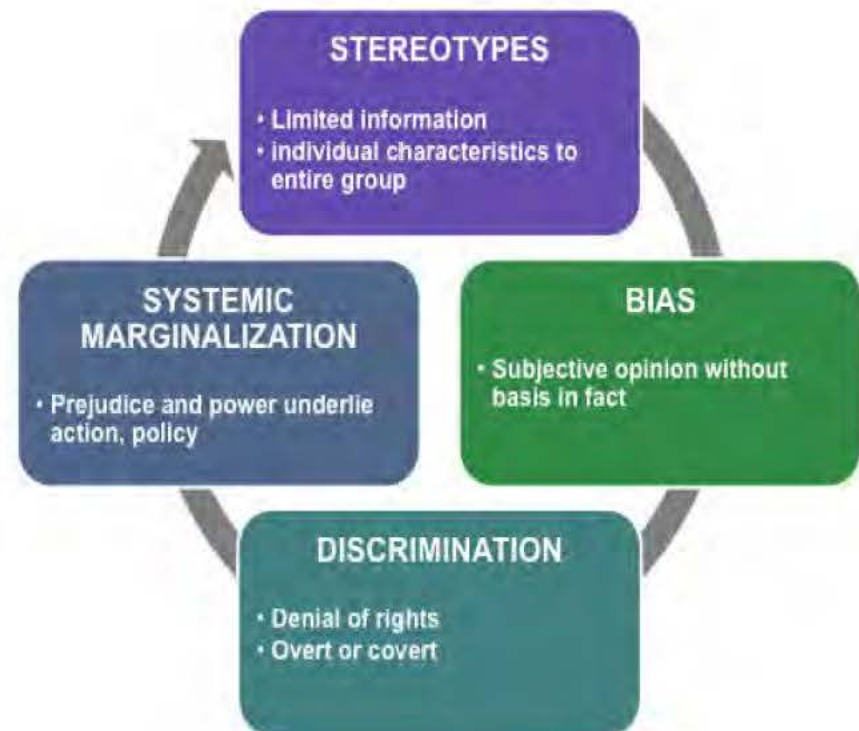 STEREOTYPES
• Limited information
• individual characteristics to
entire group
BIAS
• Subjective opinion without
basis in fact
DISCRIMINATION
• Denial of rights
• Overt or covert
SYSTEMIC
MARGINALIZATION
• Prejudice and power underlie
action, policy